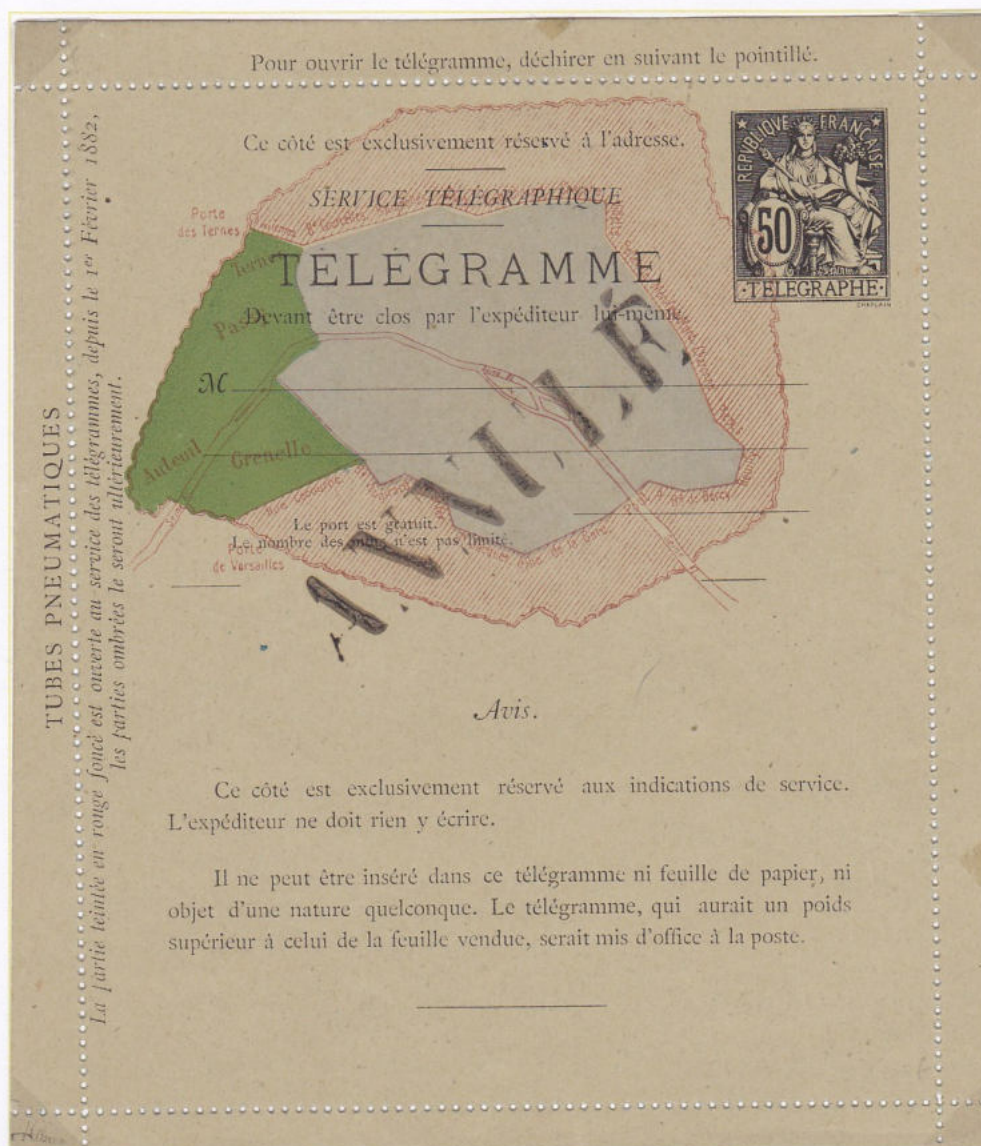 Pour ouvrir le télégramme, déchirer en suivant le pointillé.
Ce côté est exclusivement réservé à l'adresse.
SERVICE TÉLÉGRAPHIQUE
TÉLÉGRAMME
Devant être clos par l'expéditeur lui-même.
REPVBLIQVE FRANÇAISE
50
TELEGRAPHE
CHAPLAIN
Porte
des Ternes
Ternes
Passy
M
Auteuil
Grenelle
Le port est gratuit.
Le nombre des mots n'est pas limité.
Porte
de Versailles
ANNULÉ
TUBES PNEUMATIQUES
La partie teintée en rouge foncé est ouverte au service des télégrammes, depuis le 1er Février 1882,
les parties ombrées le seront ultérieurement.
Avis.
Ce côté est exclusivement réservé aux indications de service.
L'expéditeur ne doit rien y écrire.
Il ne peut être inséré dans ce télégramme ni feuille de papier, ni
objet d'une nature quelconque. Le télégramme, qui aurait un poids
supérieur à celui de la feuille vendue, serait mis d'office à la poste.